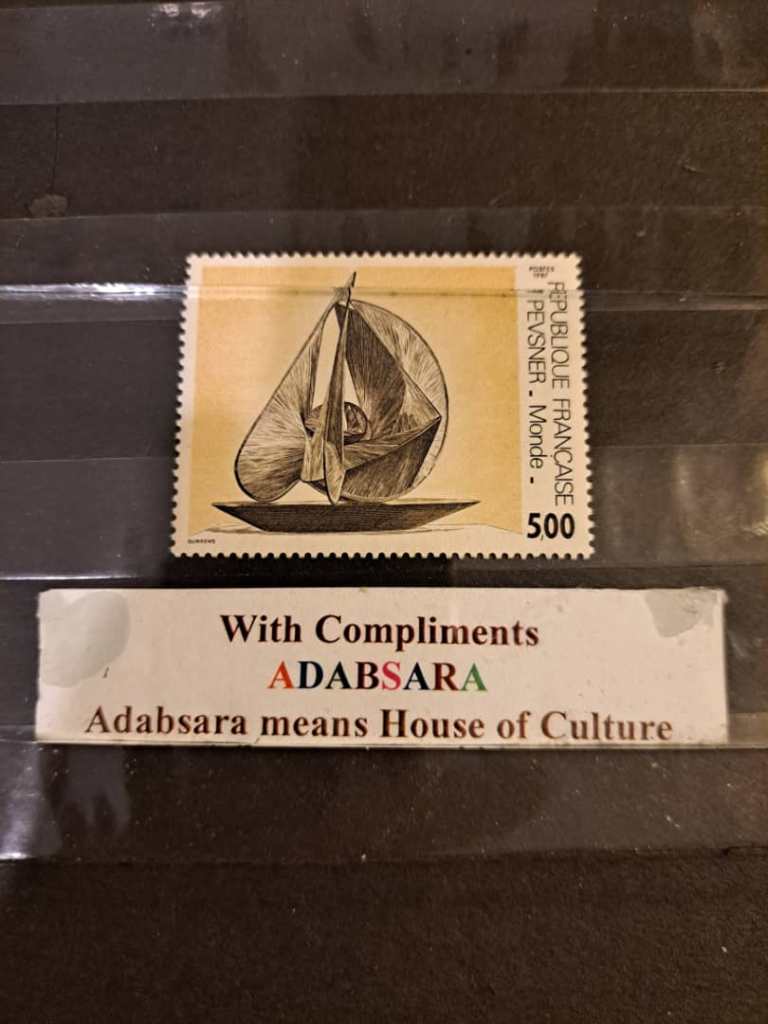 POSTES
1987
RÉPUBLIQUE FRANÇAISE
PEVSNER - Monde -
5,00
With Compliments
ADABSARA
Adabsara means House of Culture